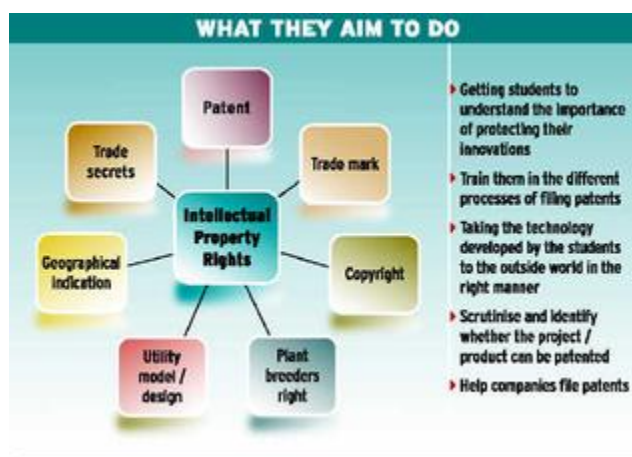 WHAT THEY AIM TO DO
Patent
Trade
secrets
Trade mark
Intellectual
Property
Rights
Geographical
indication
Copyright
Utility
model /
design
Plant
breeders
right
Getting students to
understand the importance
of protecting their
innovations
Train them in the different
processes of filing patents
Taking the technology
developed by the students
to the outside world in the
right manner
Scrutinise and identify
whether the project /
product can be patented
Help companies file patents